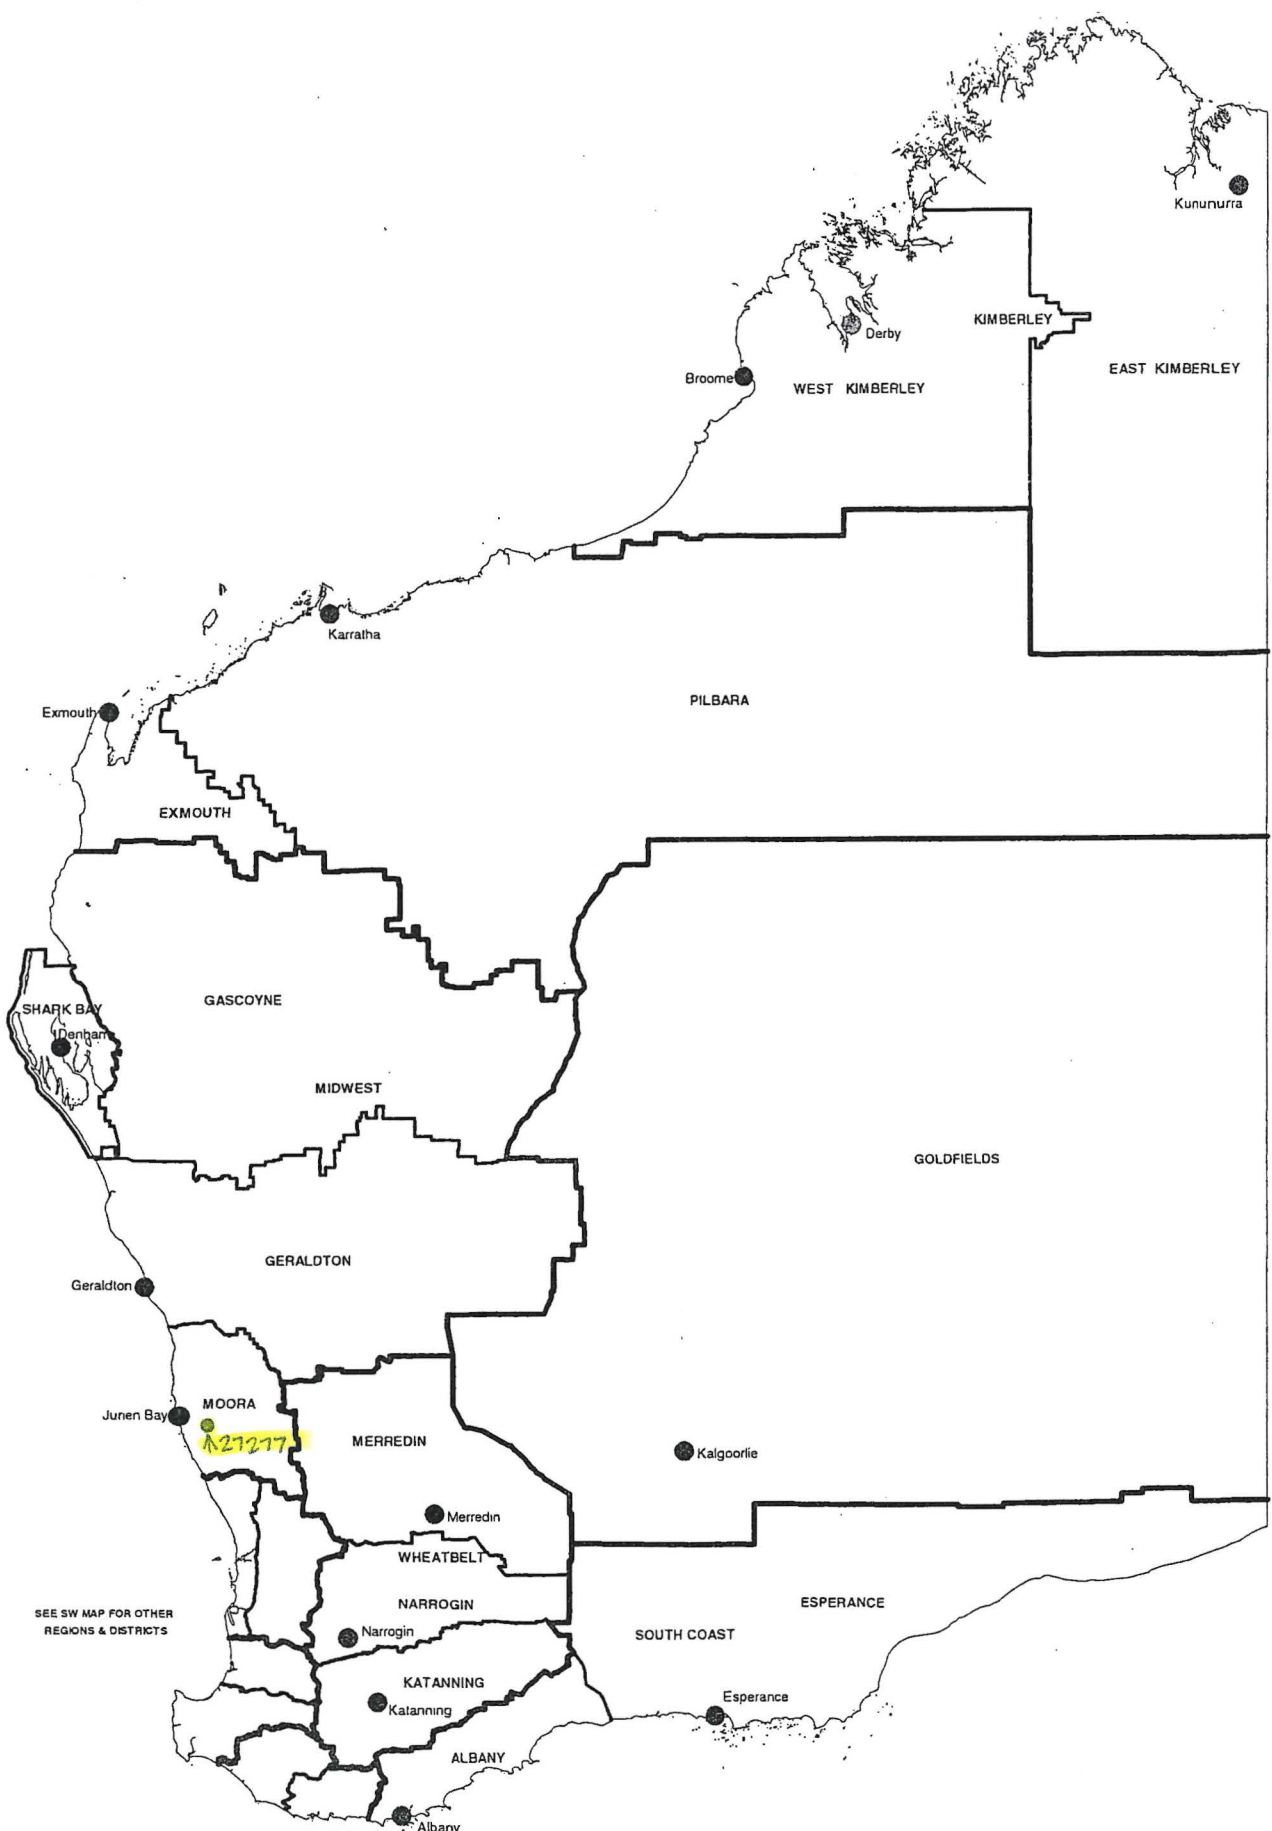 Kununurra
KIMBERLEY
Derby
EAST KIMBERLEY
Broome
WEST KIMBERLEY
Karratha
PILBARA
Exmouth
EXMOUTH
GASCOYNE
SHARK BAY
Denham
MIDWEST
GOLDFIELDS
GERALDTON
Geraldton
MOORA
Junen Bay
↑27277
MERREDIN
Kalgoorlie
Merredin
WHEATBELT
NARROGIN
ESPERANCE
SEE SW MAP FOR OTHER
REGIONS & DISTRICTS
Narrogin
SOUTH COAST
KATANNING
Katanning
Esperance
ALBANY
Albany